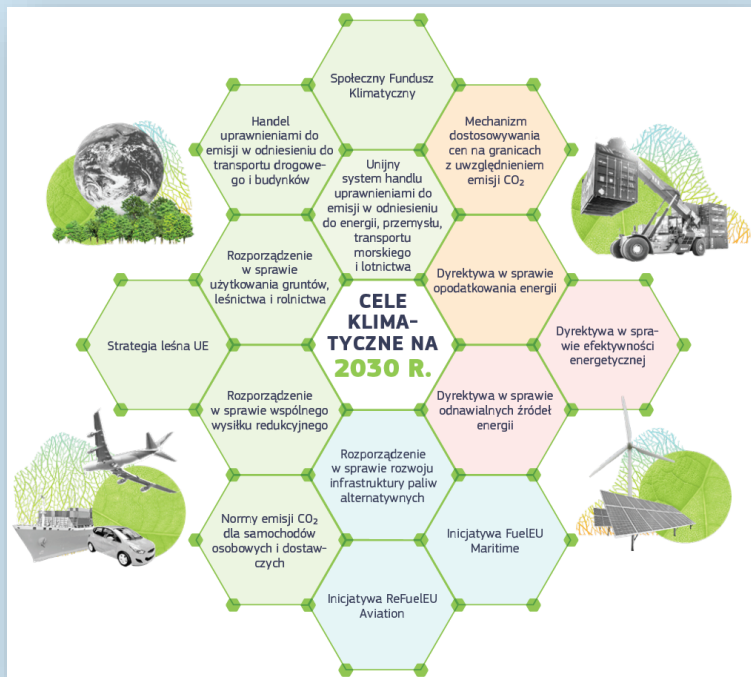 Społeczny Fundusz
Klimatyczny
Handel
uprawnieniami do
emisji w odniesieniu do
transportu drogowe-
go i budynków
Mechanizm
dostosowywania
cen na granicach
z uwzględnieniem
emisji CO₂
Unijny
system handlu
uprawnieniami do
emisji w odniesieniu
do energii, przemysłu,
transportu
morskiego
i lotnictwa
Rozporządzenie
w sprawie
użytkowania gruntów,
leśnictwa i rolnictwa
Dyrektywa w sprawie
opodatkowania energii
CELE
KLIMA-
TYCZNE NA
2030 R.
Strategia leśna UE
Dyrektywa w spra-
wie efektywności
energetycznej
Rozporządzenie
w sprawie wspólnego
wysiłku redukcyjnego
Dyrektywa w sprawie
odnawialnych źródeł
energii
Rozporządzenie
w sprawie rozwoju
infrastruktury paliw
alternatywnych
Normy emisji CO₂
dla samochodów
osobowych i dostaw-
czych
Inicjatywa FuelEU
Maritime
Inicjatywa ReFuelEU
Aviation